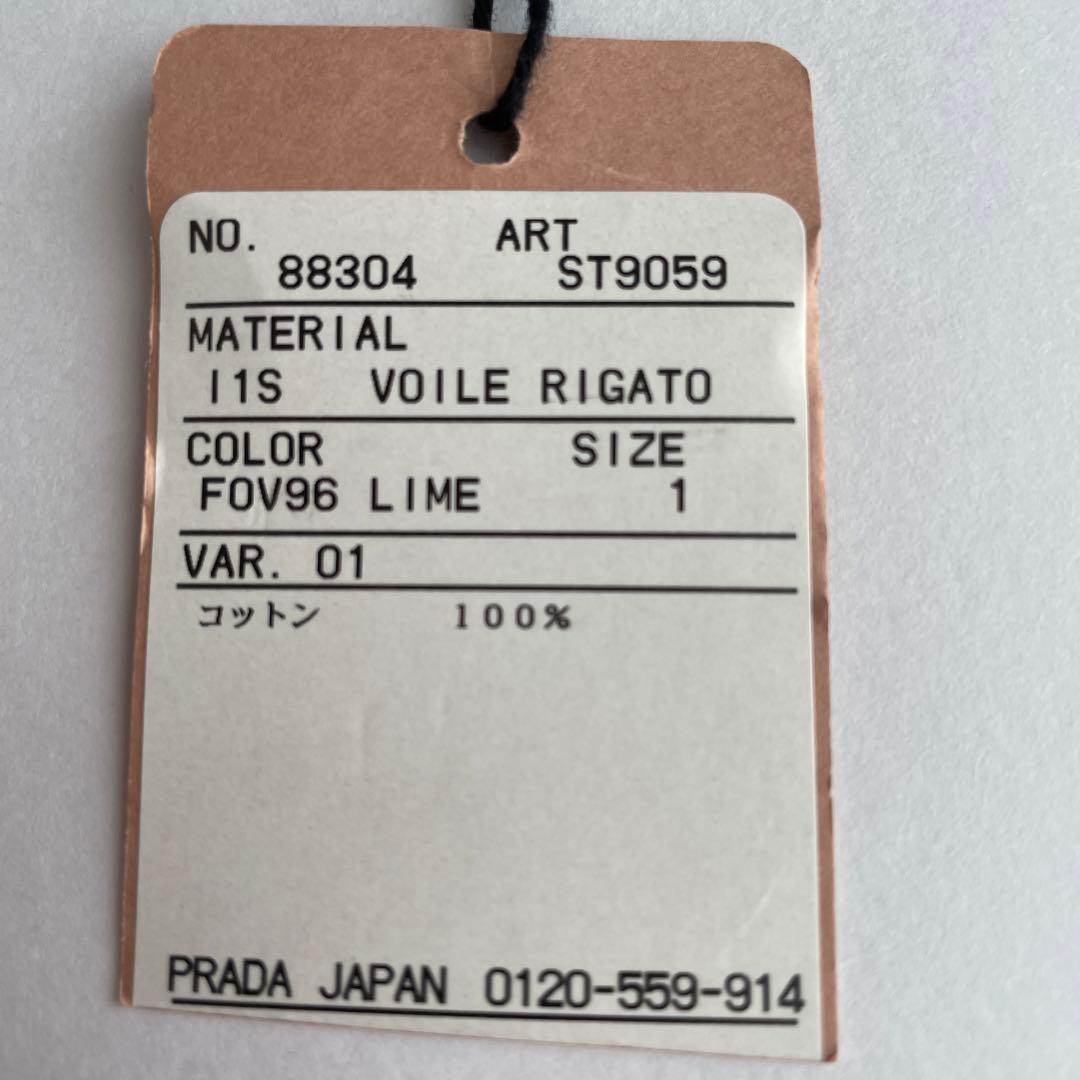 NO. ART
88304 ST9059
MATERIAL
I1S VOILE RIGATO
COLOR SIZE
F0V96 LIME 1
VAR. 01
コットン 100%
PRADA JAPAN 0120-559-914